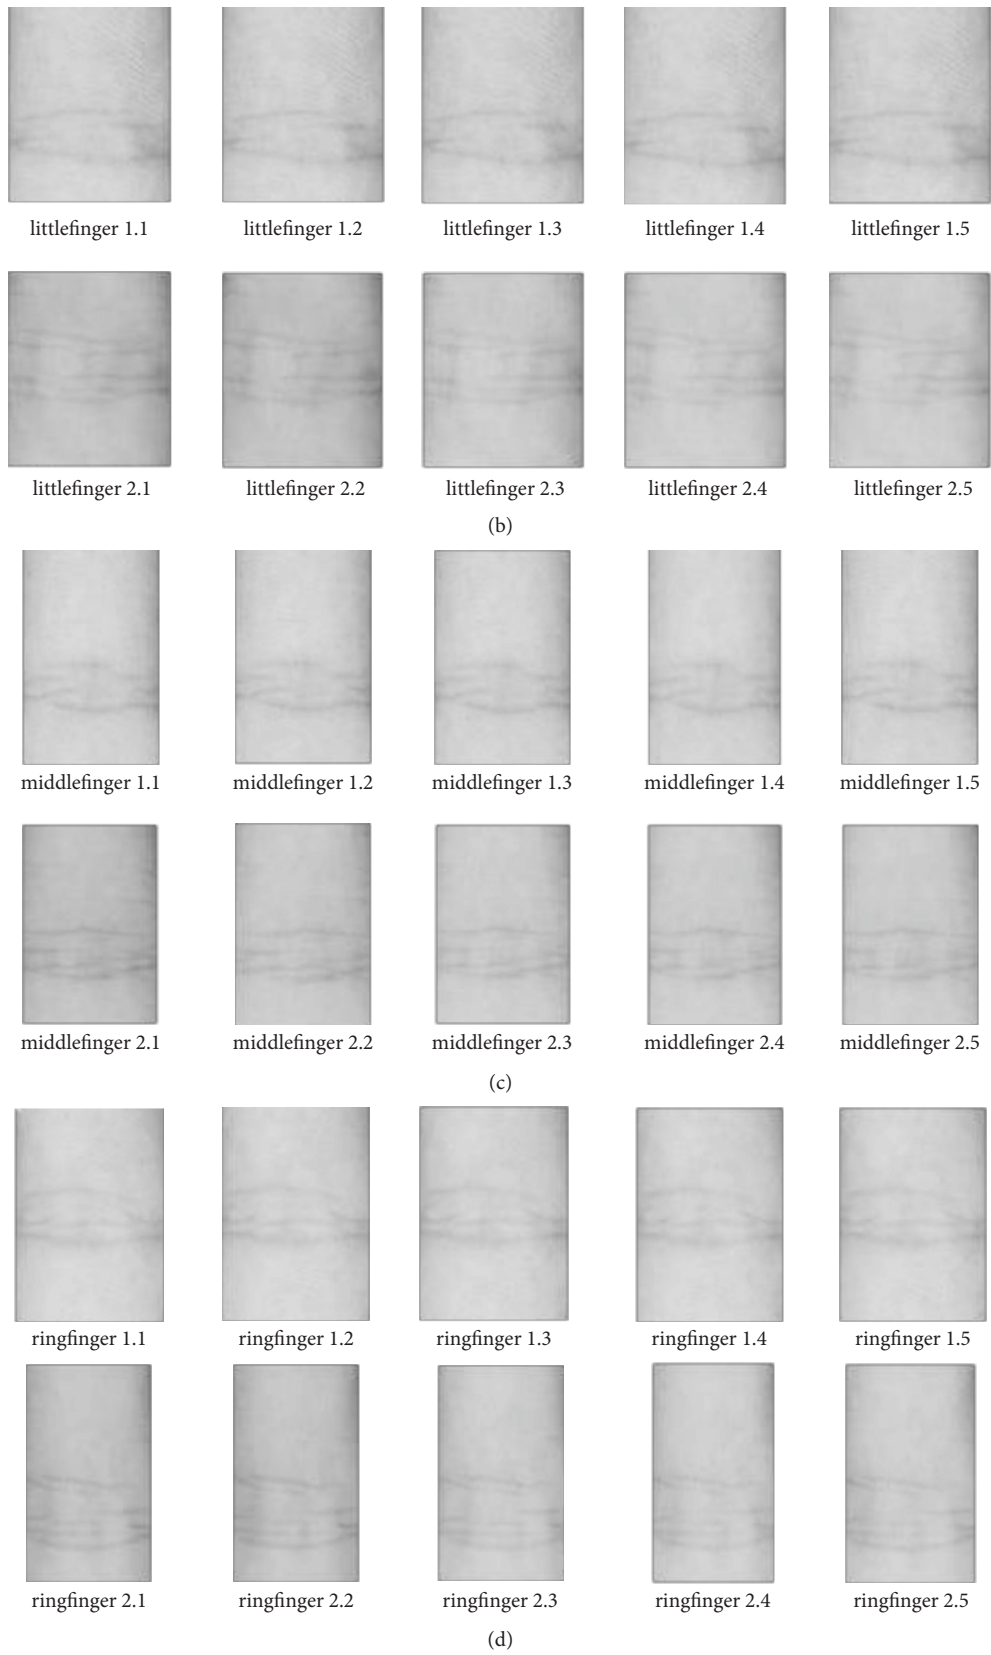 littlefinger 1.1 littlefinger 1.2 littlefinger 1.3 littlefinger 1.4 littlefinger 1.5
littlefinger 2.1 littlefinger 2.2 littlefinger 2.3 littlefinger 2.4 littlefinger 2.5
(b)
middlefinger 1.1 middlefinger 1.2 middlefinger 1.3 middlefinger 1.4 middlefinger 1.5
middlefinger 2.1 middlefinger 2.2 middlefinger 2.3 middlefinger 2.4 middlefinger 2.5
(c)
ringfinger 1.1 ringfinger 1.2 ringfinger 1.3 ringfinger 1.4 ringfinger 1.5
ringfinger 2.1 ringfinger 2.2 ringfinger 2.3 ringfinger 2.4 ringfinger 2.5
(d)